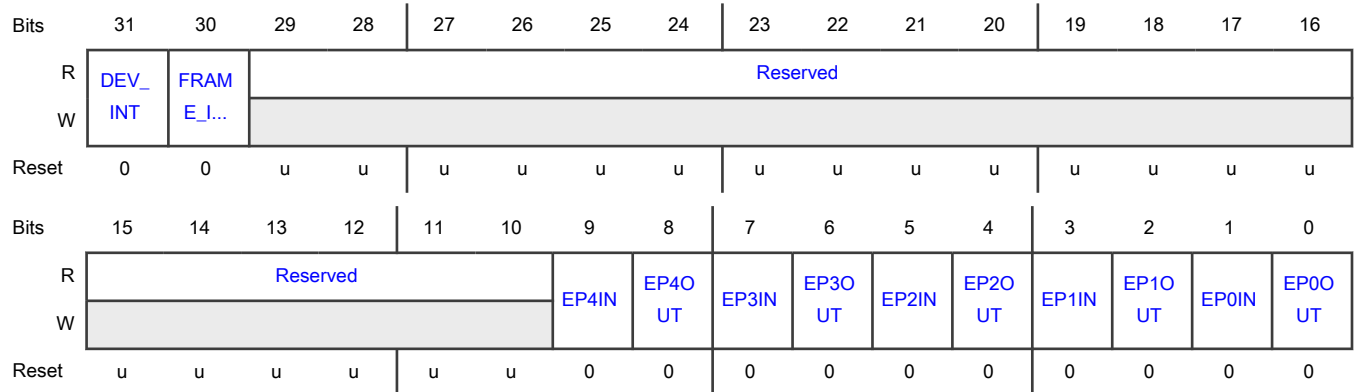 Bits 31 30 29 28 27 26 25 24 23 22 21 20 19 18 17 16
R DEV_ FRAM Reserved
W INT E_I...
Reset 0 0 u u u u u u u u u u u u u u
Bits 15 14 13 12 11 10 9 8 7 6 5 4 3 2 1 0
R Reserved EP4IN EP4O EP3IN EP3O EP2IN EP2O EP1IN EP1O EP0IN EP0O
W UT UT UT UT UT
Reset u u u u u u 0 0 0 0 0 0 0 0 0 0